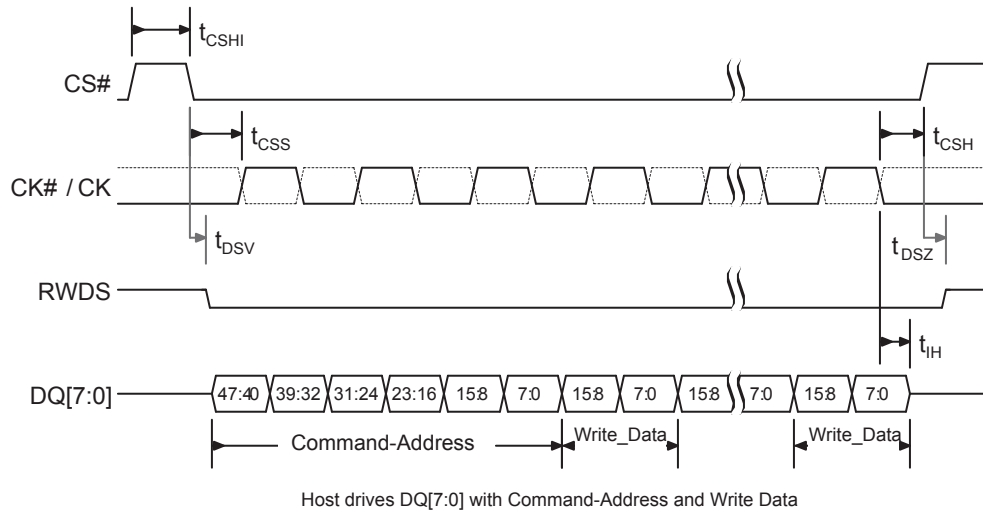 tCSHI
CS#
tCSS
tCSH
CK# / CK
tDSV
tDSZ
RWDS
tIH
DQ[7:0]
47:40 39:32 31:24 23:16 15:8 7:0 15:8 7:0 15:8 7:0 15:8 7:0
Command-Address Write_Data Write_Data
Host drives DQ[7:0] with Command-Address and Write Data